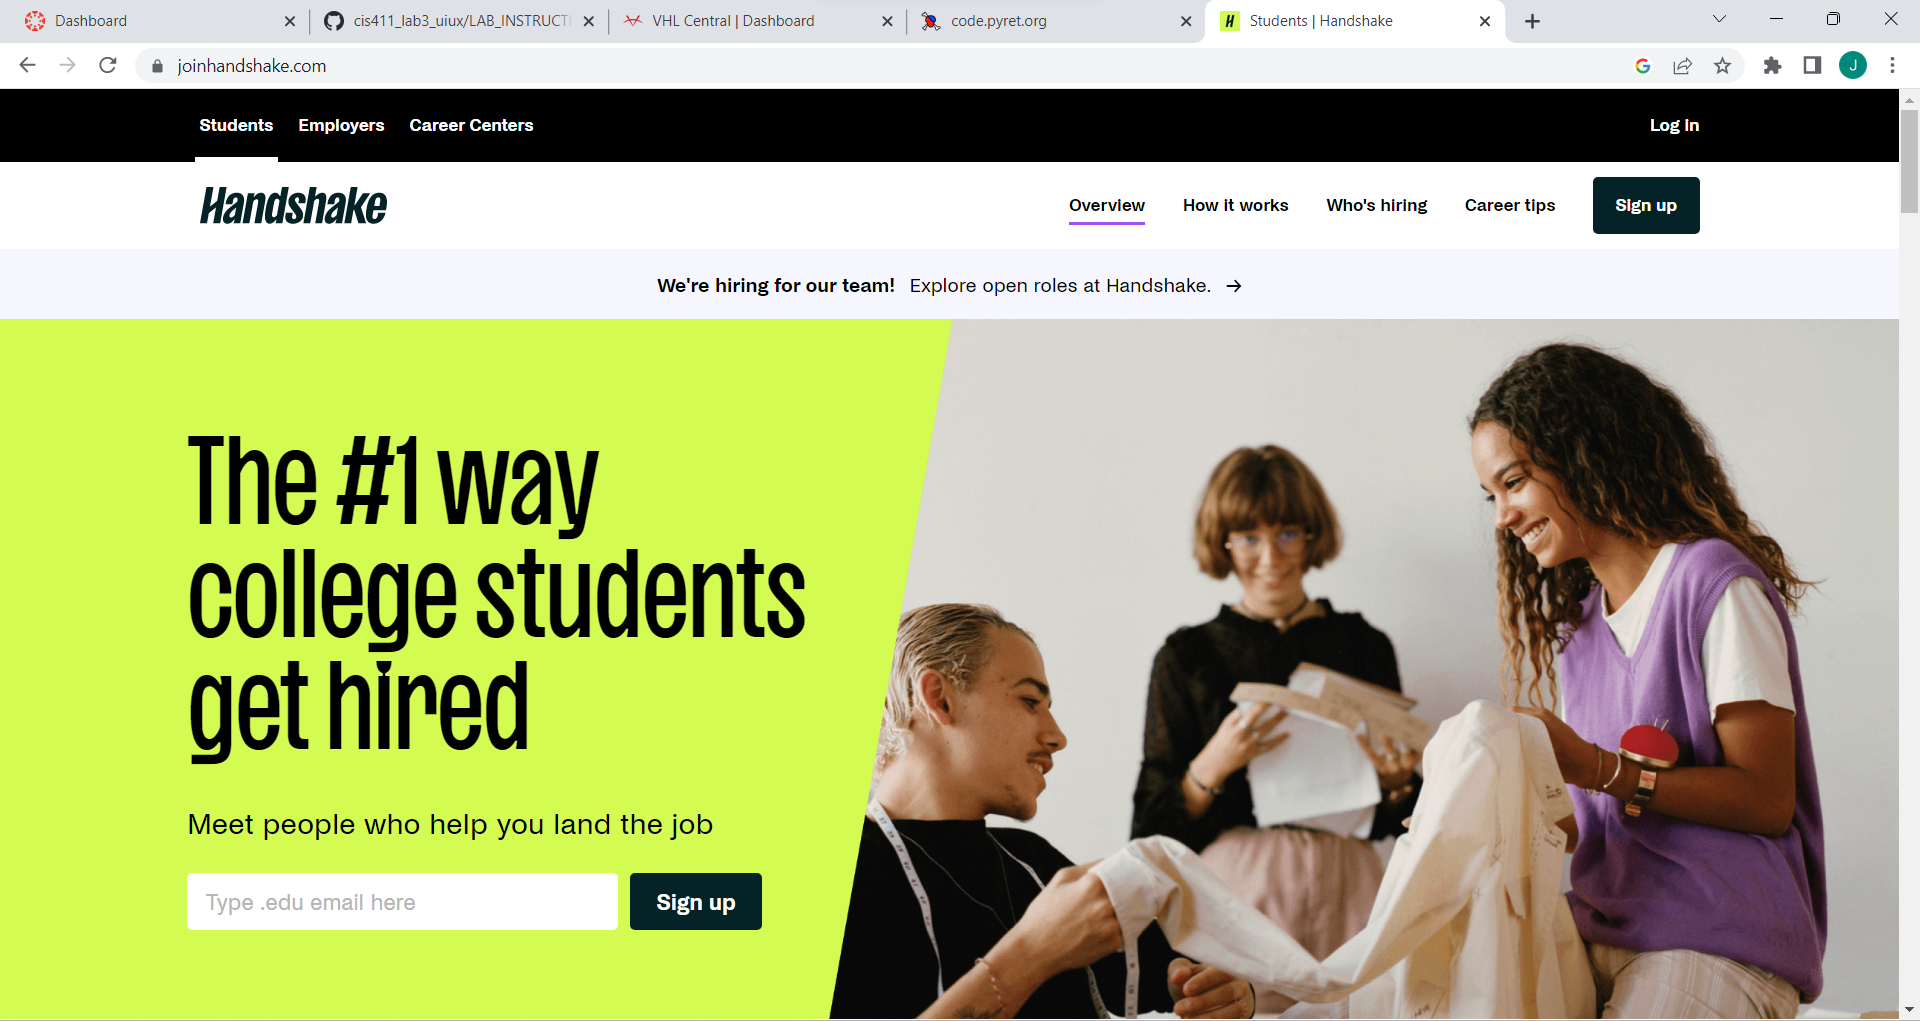 Dashboard
cis411_lab3_uiux/LAB_INSTRUCTI
VHL Central | Dashboard
code.pyret.org
H
Students | Handshake
joinhandshake.com
J
Students Employers Career Centers
Log in
Handshake
Overview How it works Who's hiring Career tips Sign up
We're hiring for our team! Explore open roles at Handshake. →
The #1 way
college students
get hired
Meet people who help you land the job
Type .edu email here
Sign up